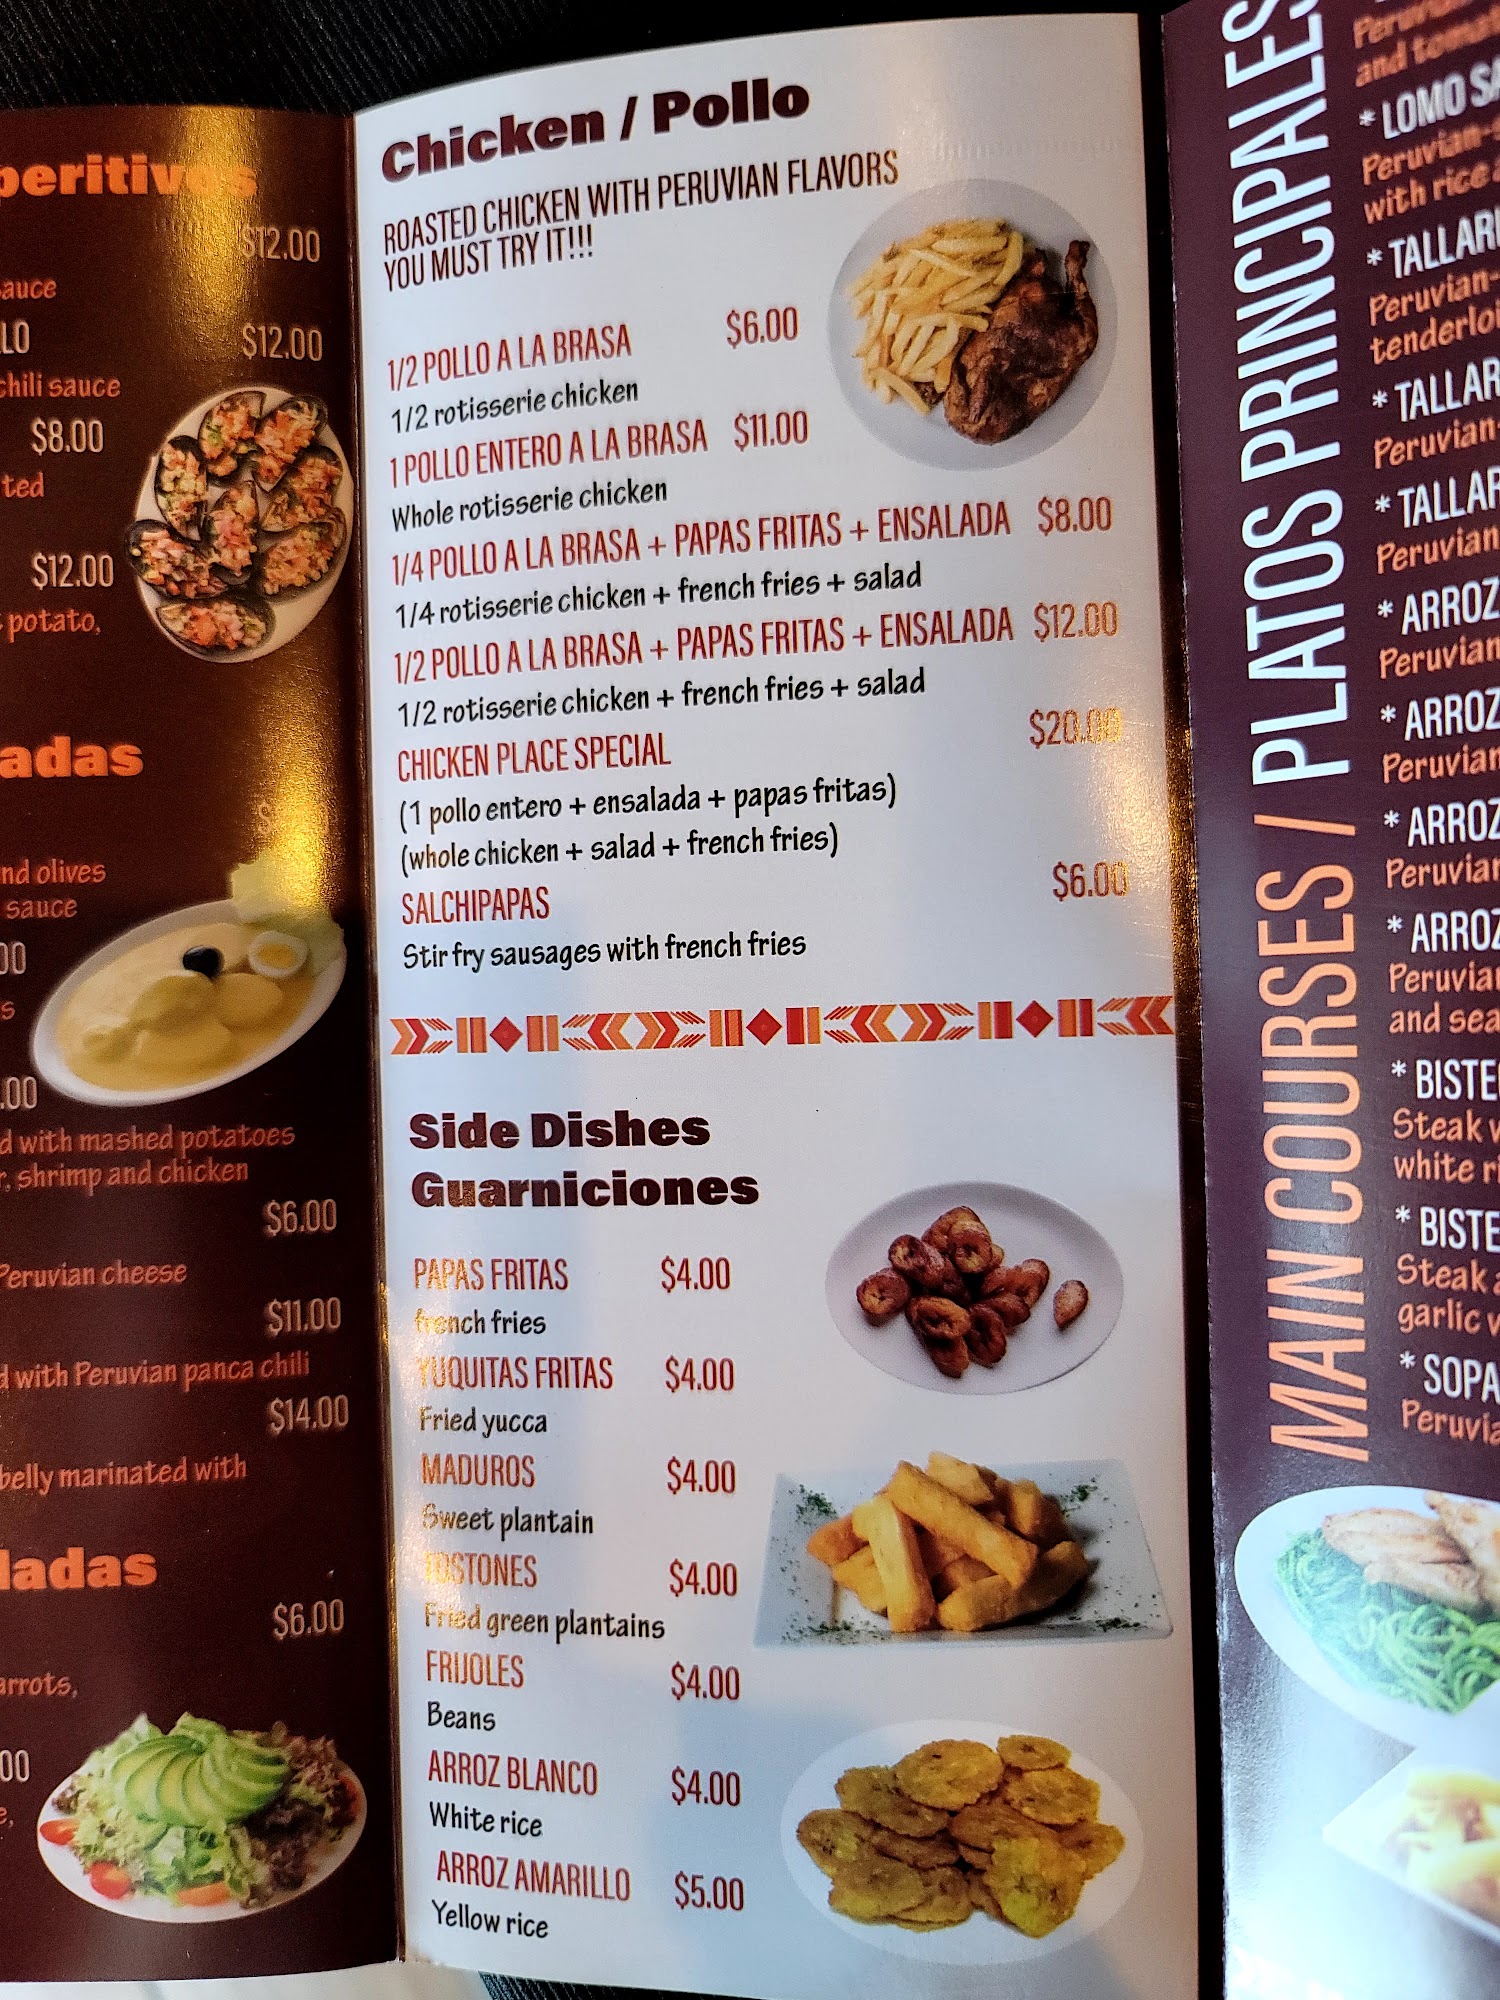 $12.00
sauce
$12.00
chili sauce
$8.00
$12.00
potato,
and olives
sauce
with mashed potatoes
shrimp and chicken
$6.00
Peruvian cheese
$11.00
with Peruvian panca chili
$14.00
belly marinated with
$6.00
Chicken / Pollo
ROASTED CHICKEN WITH PERUVIAN FLAVORS
YOU MUST TRY IT!!!
1/2 POLLO A LA BRASA $6.00
1/2 rotisserie chicken
1 POLLO ENTERO A LA BRASA $11.00
Whole rotisserie chicken
1/4 POLLO A LA BRASA + PAPAS FRITAS + ENSALADA $8.00
1/4 rotisserie chicken + french fries + salad
1/2 POLLO A LA BRASA + PAPAS FRITAS + ENSALADA $12.00
1/2 rotisserie chicken + french fries + salad
CHICKEN PLACE SPECIAL $20.00
(1 pollo entero + ensalada + papas fritas)
(whole chicken + salad + french fries)
SALCHIPAPAS $6.00
Stir fry sausages with french fries
Side Dishes
Guarniciones
PAPAS FRITAS $4.00
french fries
YUQUITAS FRITAS $4.00
Fried yucca
MADUROS $4.00
Sweet plantain
TOSTONES $4.00
Fried green plantains
FRIJOLES $4.00
Beans
ARROZ BLANCO $4.00
White rice
ARROZ AMARILLO $5.00
Yellow rice
MAIN COURSES / PLATOS PRINCIPALES
* LOMO
with rice
*
*
*
* ARROZ
Peruvian
* ARROZ
Peruvian
* ARROZ
Peruvian
* ARROZ
Peruvian
and
*
Steak
white
*
Steak
garlic
* SOPA